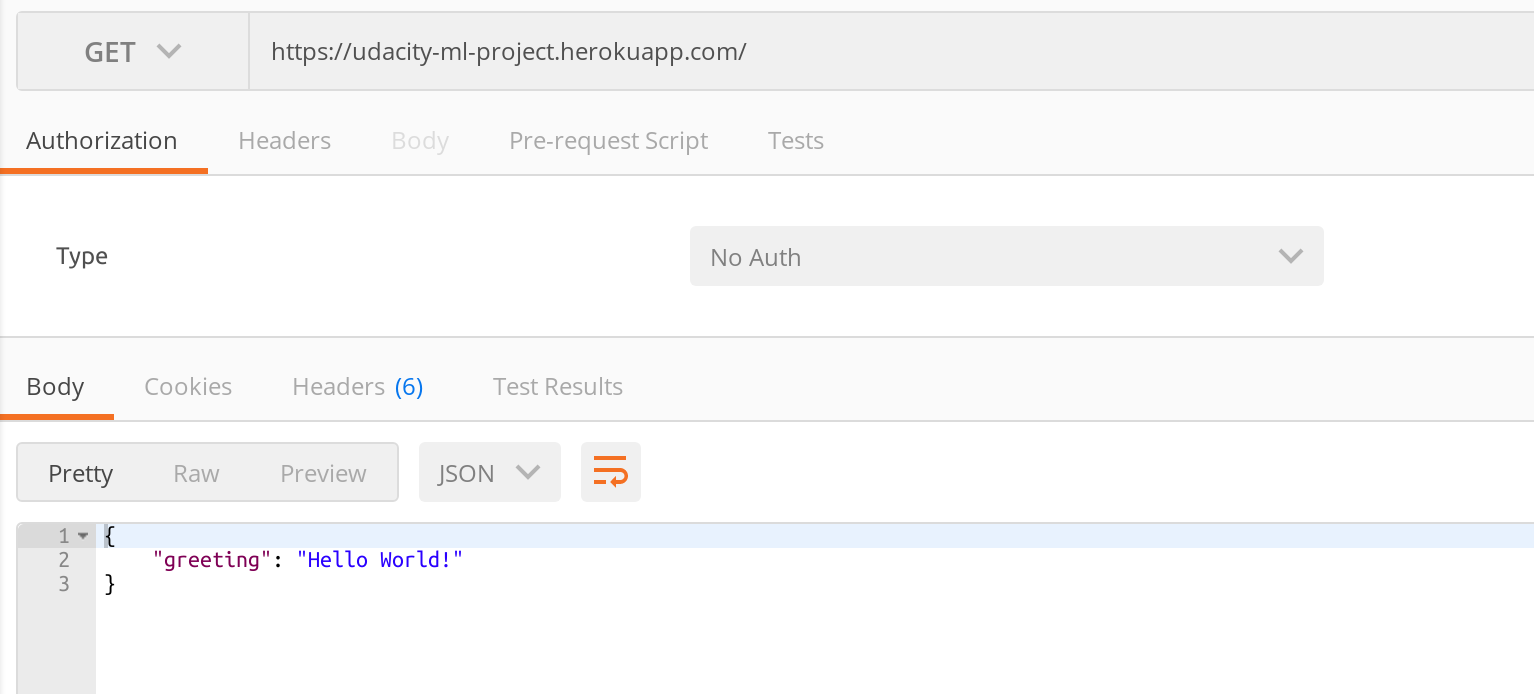 GET https://udacity-ml-project.herokuapp.com/
Authorization Headers Body Pre-request Script Tests
Type No Auth
Body Cookies Headers (6) Test Results
Pretty Raw Preview JSON
1 {
2 "greeting": "Hello World!"
3 }